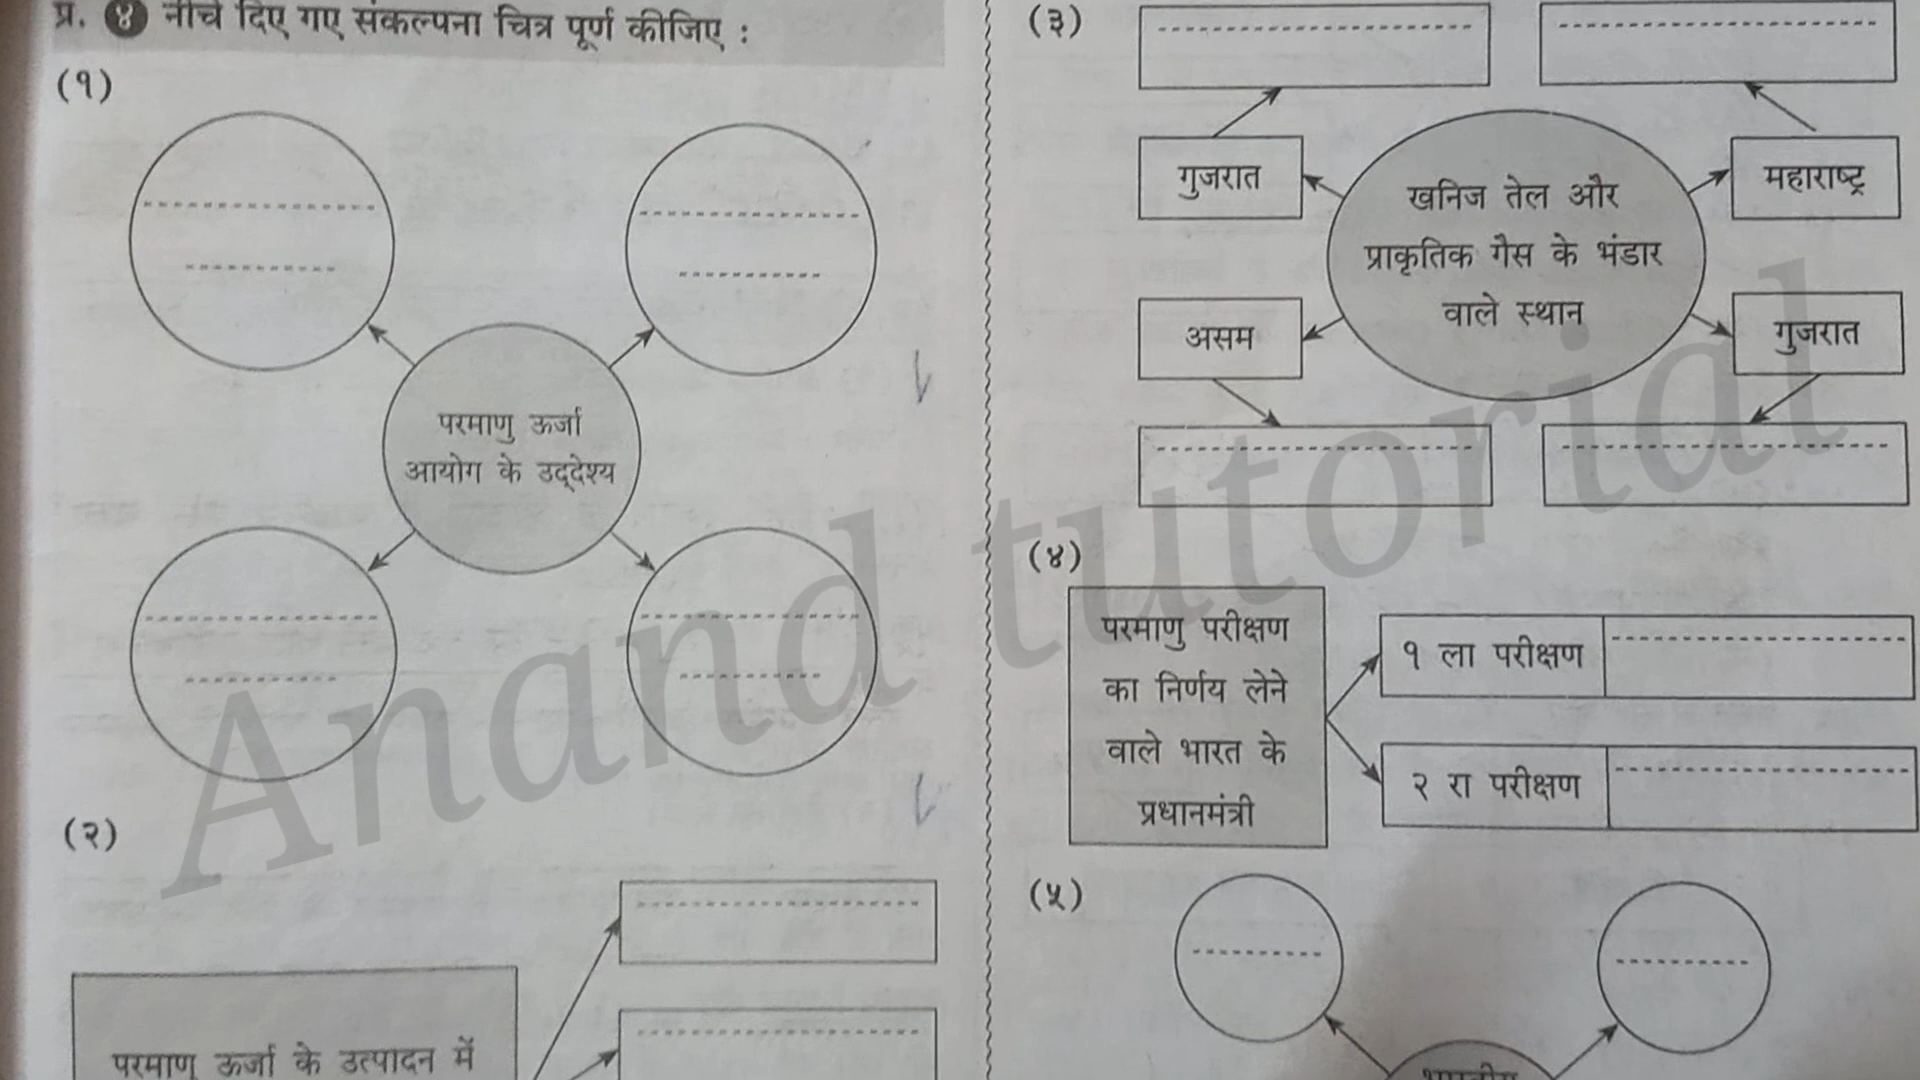 प्र. ४ नीचे दिए गए संकल्पना चित्र पूर्ण कीजिए :
(१)
परमाणु ऊर्जा
आयोग के उद्देश्य
(२)
परमाणु ऊर्जा के उत्पादन में
(३)
गुजरात
महाराष्ट्र
खनिज तेल और
प्राकृतिक गैस के भंडार
वाले स्थान
असम
गुजरात
(४)
परमाणु परीक्षण
का निर्णय लेने
वाले भारत के
प्रधानमंत्री
१ ला परीक्षण
२ रा परीक्षण
(५)
Anand tutorial